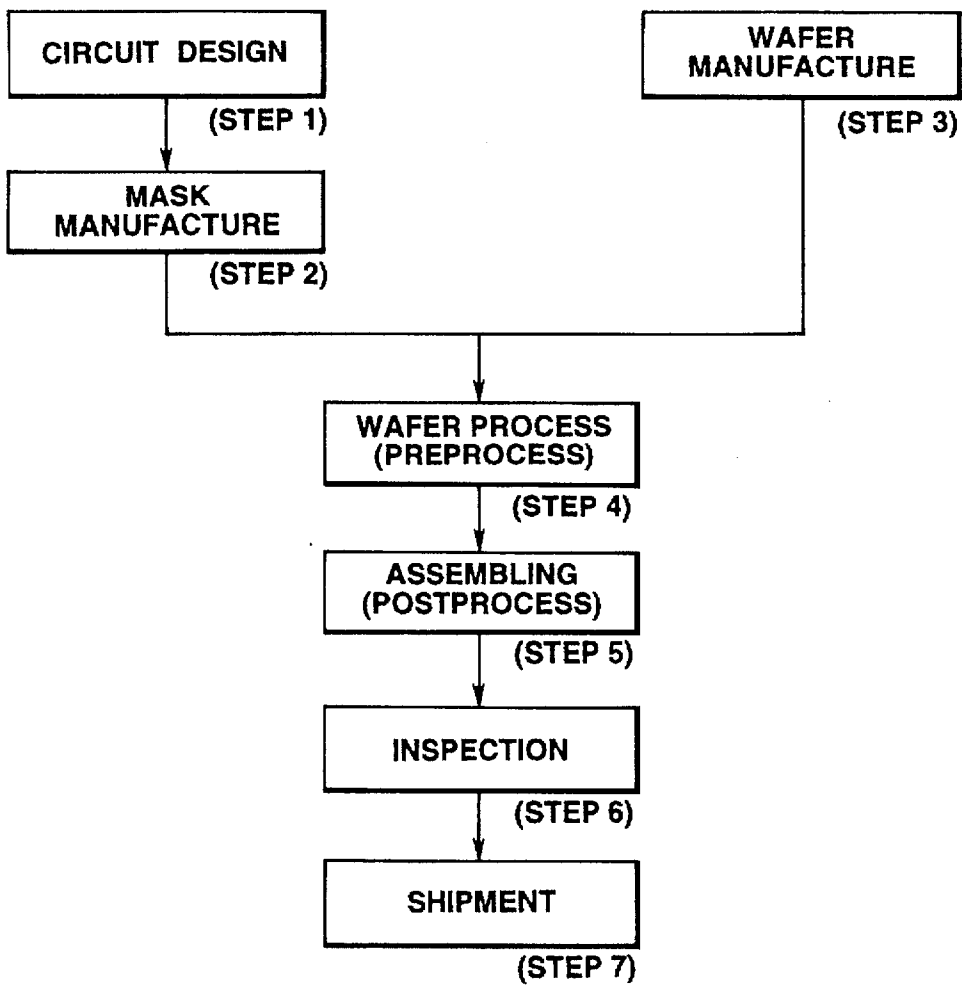 CIRCUIT DESIGN
(STEP 1)
MASK
MANUFACTURE
(STEP 2)
WAFER
MANUFACTURE
(STEP 3)
WAFER PROCESS
(PREPROCESS)
(STEP 4)
ASSEMBLING
(POSTPROCESS)
(STEP 5)
INSPECTION
(STEP 6)
SHIPMENT
(STEP 7)